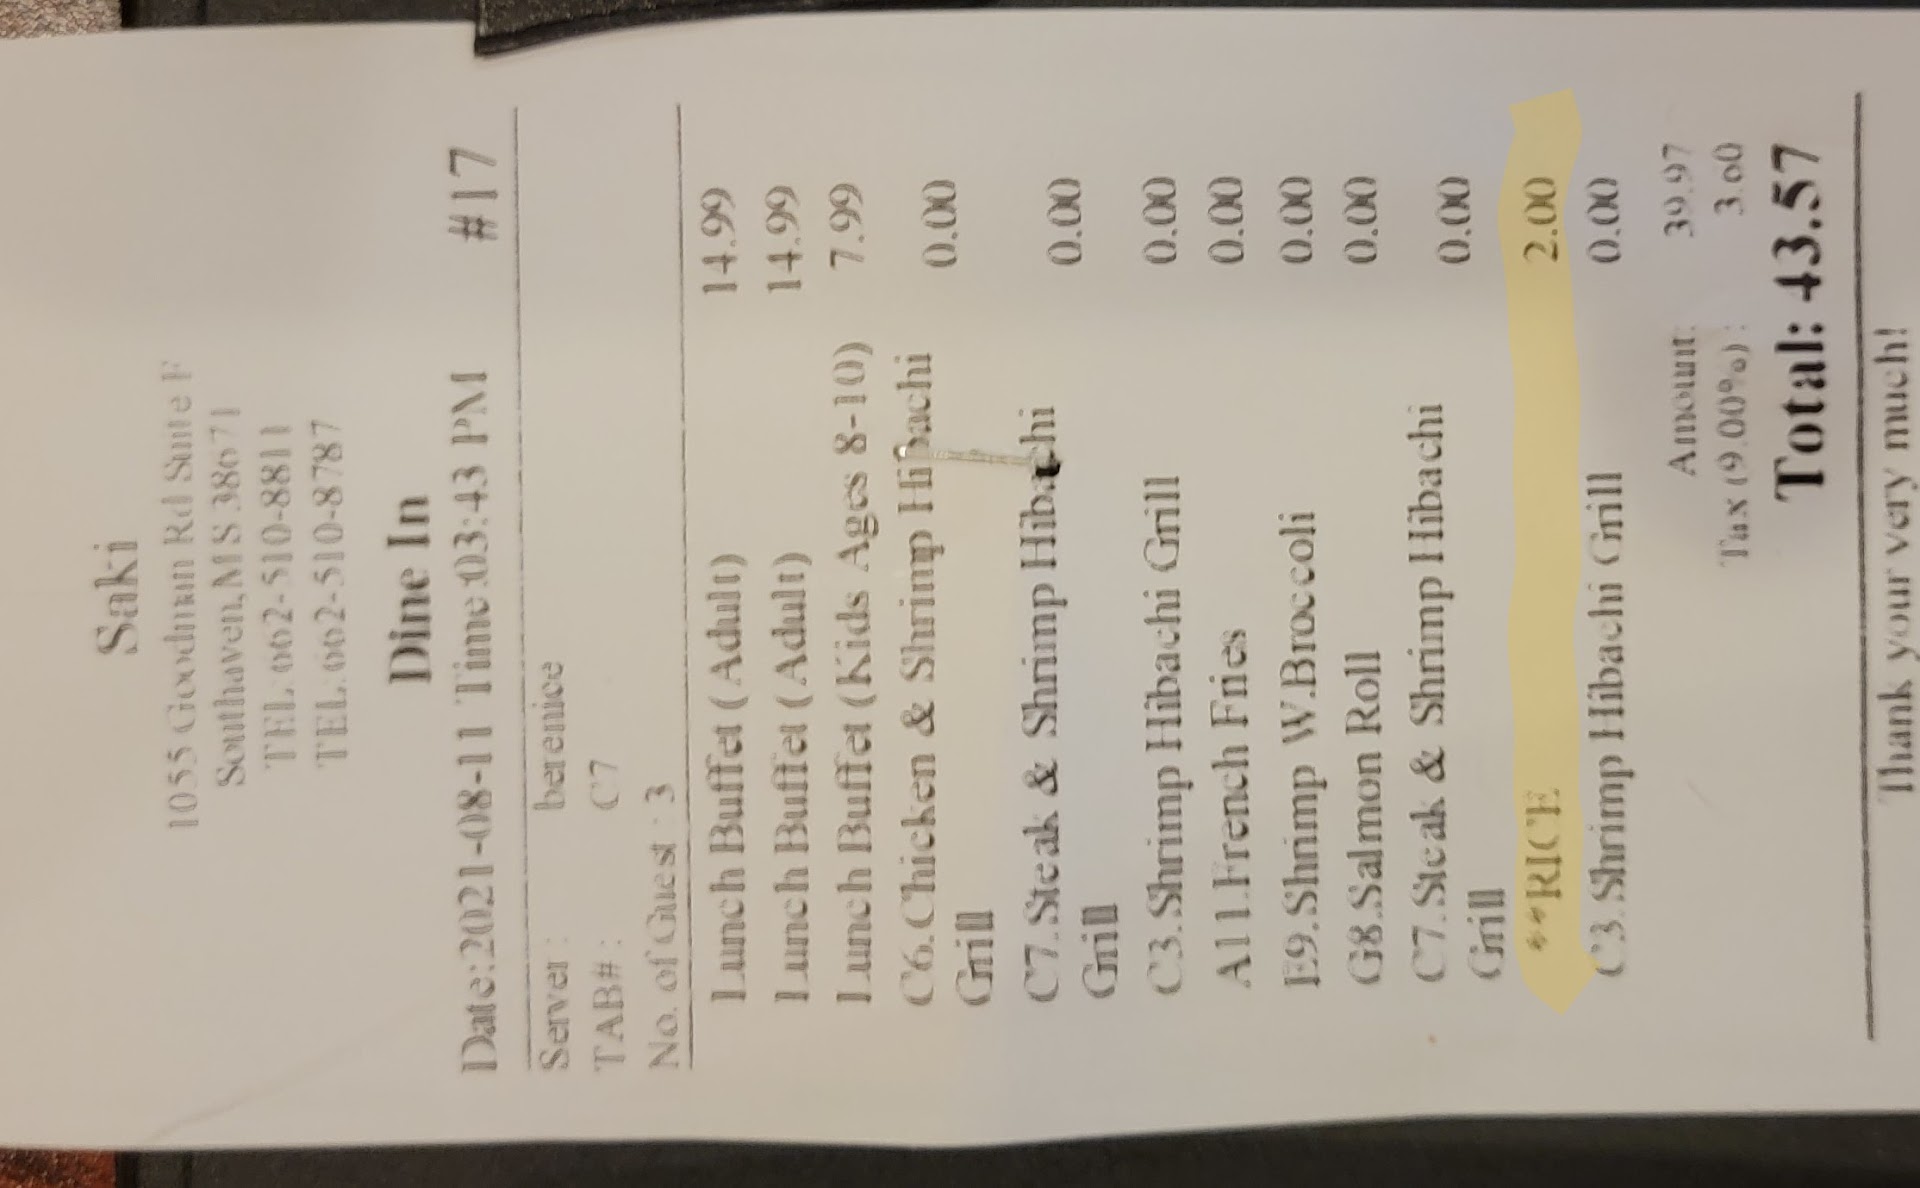 Saki
1055 Goodman Rd Suite F
Southaven,MS 38671
TEL:662-510-8811
TEL:662-510-8787
Dine In
Date:2021-08-11 Time:03:43 PM #17
Server : berenice
TAB# : C7
No. of Guest : 3
Lunch Buffet (Adult) 14.99
Lunch Buffet (Adult) 14.99
Lunch Buffet (Kids Ages 8-10) 7.99
C6.Chicken & Shrimp Hibachi 0.00
Grill
C7.Steak & Shrimp Hibachi 0.00
Grill
C3.Shrimp Hibachi Grill 0.00
A11.French Fries 0.00
E9.Shrimp W.Broccoli 0.00
G8.Salmon Roll 0.00
C7.Steak & Shrimp Hibachi 0.00
Grill
**RICE 2.00
C3.Shrimp Hibachi Grill 0.00
Amount: 39.97
Tax (9.00%) : 3.60
Total: 43.57
Thank your very much!